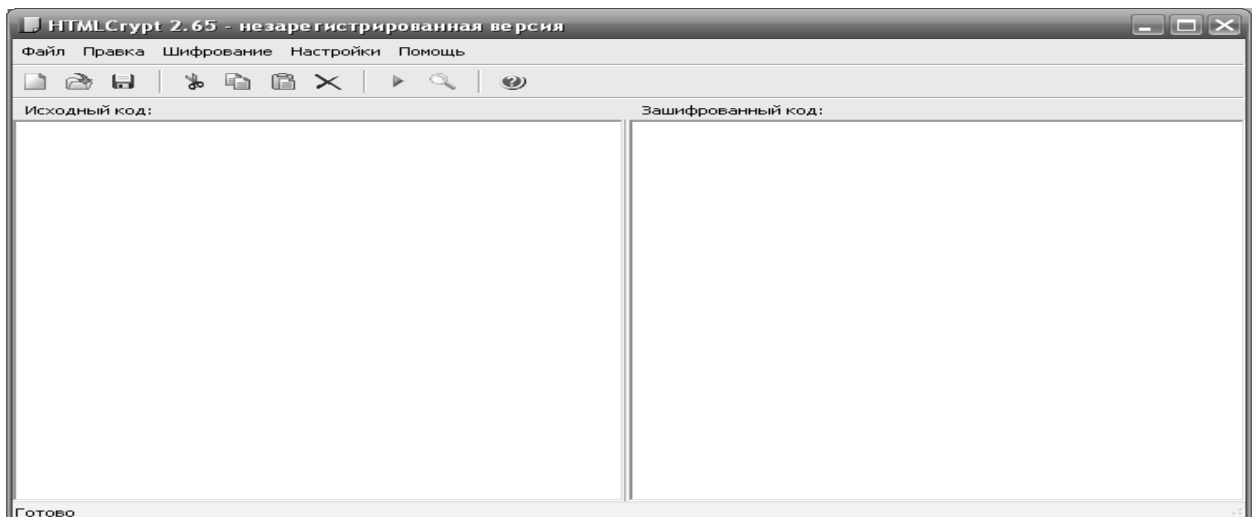 HTMLCrypt 2.65 - незарегистрированная версия
Файл Правка Шифрование Настройки Помощь
Исходный код: Зашифрованный код:
Готово